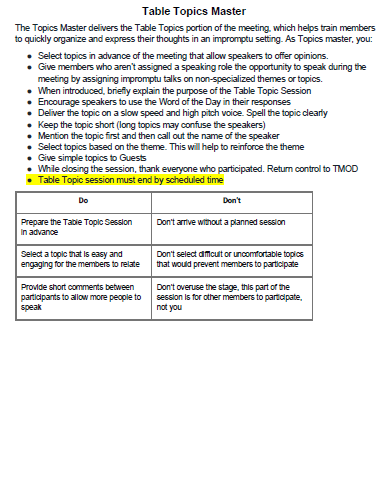 Table Topics Master
The Topics Master delivers the Table Topics portion of the meeting, which helps train members
to quickly organize and express their thoughts in an impromptu setting. As Topics master, you:
• Select topics in advance of the meeting that allow speakers to offer opinions.
• Give members who aren't assigned a speaking role the opportunity to speak during the
meeting by assigning impromptu talks on non-specialized themes or topics.
• When introduced, briefly explain the purpose of the Table Topic Session
• Encourage speakers to use the Word of the Day in their responses
• Deliver the topic on a slow speed and high pitch voice. Spell the topic clearly
• Keep the topic short (long topics may confuse the speakers)
• Mention the topic first and then call out the name of the speaker
• Select topics based on the theme. This will help to reinforce the theme
• Give simple topics to Guests
• While closing the session, thank everyone who participated. Return control to TMOD
• Table Topic session must end by scheduled time
Do Don't
Prepare the Table Topic Session Don't arrive without a planned session
in advance
Select a topic that is easy and Don't select difficult or uncomfortable topics
engaging for the members to relate that would prevent members to participate
Provide short comments between Don't overuse the stage, this part of the
participants to allow more people to session is for other members to participate,
speak not you